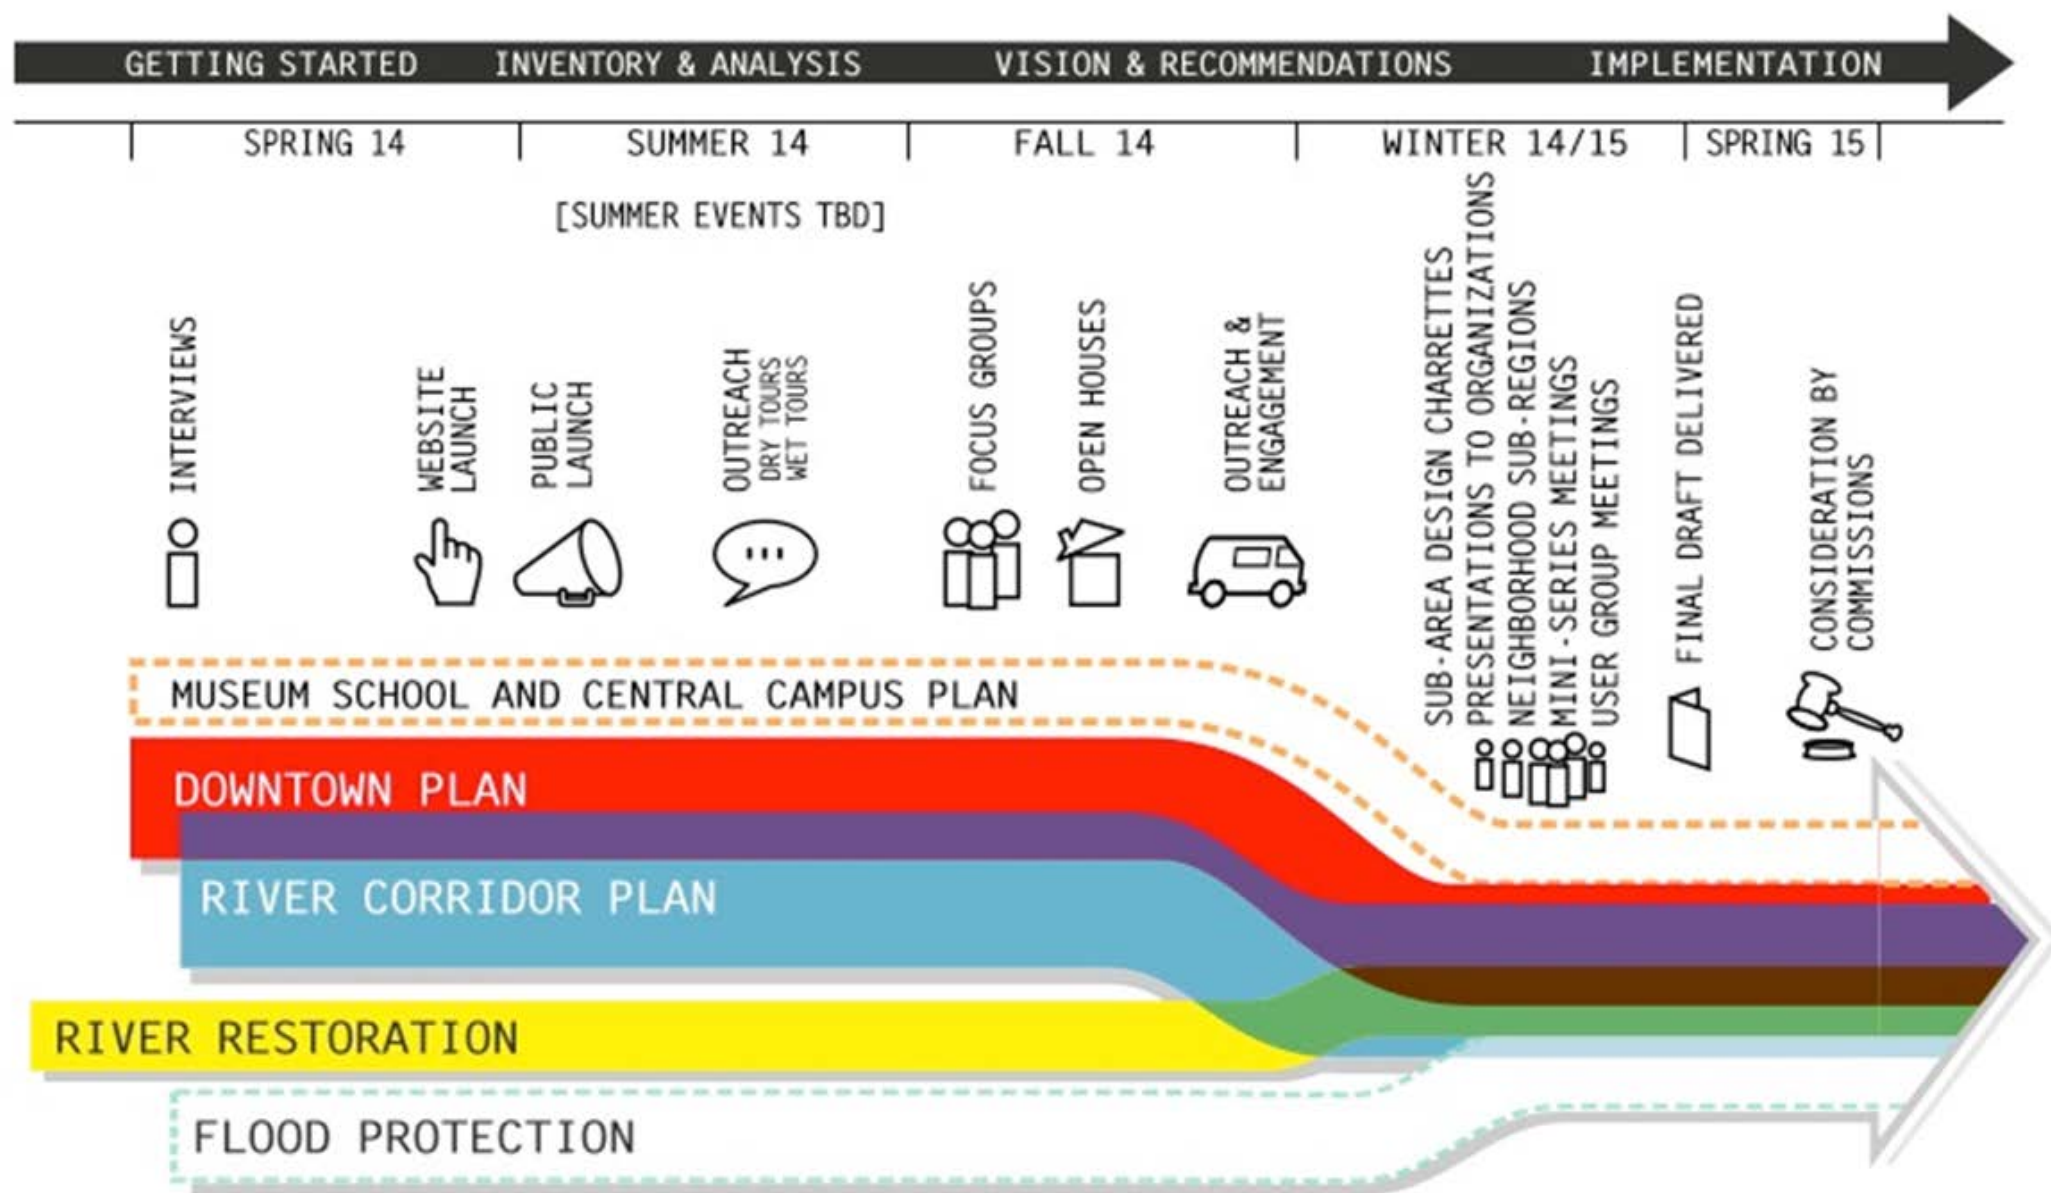 GETTING STARTED
INVENTORY & ANALYSIS
VISION & RECOMMENDATIONS
IMPLEMENTATION
SPRING 14
SUMMER 14
FALL 14
WINTER 14/15
SPRING 15
[SUMMER EVENTS TBD]
INTERVIEWS
WEBSITE
LAUNCH
PUBLIC
LAUNCH
OUTREACH
DRY TOURS
WET TOURS
FOCUS GROUPS
OPEN HOUSES
OUTREACH &
ENGAGEMENT
SUB-AREA DESIGN CHARRETTES
PRESENTATIONS TO ORGANIZATIONS
NEIGHBORHOOD SUB-REGIONS
MINI-SERIES MEETINGS
USER GROUP MEETINGS
FINAL DRAFT DELIVERED
CONSIDERATION BY
COMMISSIONS
MUSEUM SCHOOL AND CENTRAL CAMPUS PLAN
DOWNTOWN PLAN
RIVER CORRIDOR PLAN
RIVER RESTORATION
FLOOD PROTECTION